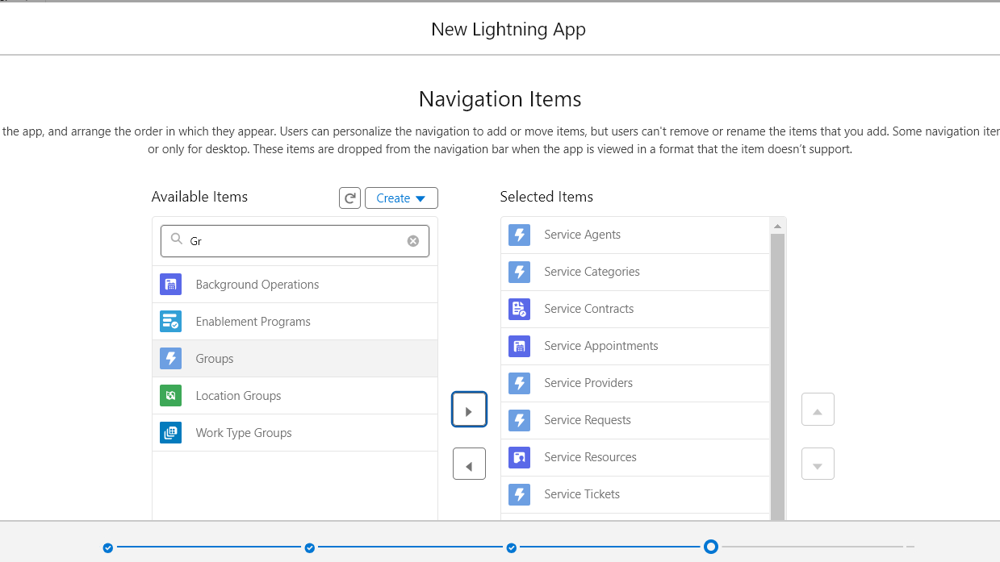 New Lightning App
Navigation Items
the app, and arrange the order in which they appear. Users can personalize the navigation to add or move items, but users can't remove or rename the items that you add. Some navigation
or only for desktop. These items are dropped from the navigation bar when the app is viewed in a format that the item doesn't support.
Available Items
Create
Selected Items
Gr
Background Operations
Enablement Programs
Groups
Location Groups
Work Type Groups
Service Agents
Service Categories
Service Contracts
Service Appointments
Service Providers
Service Requests
Service Resources
Service Tickets